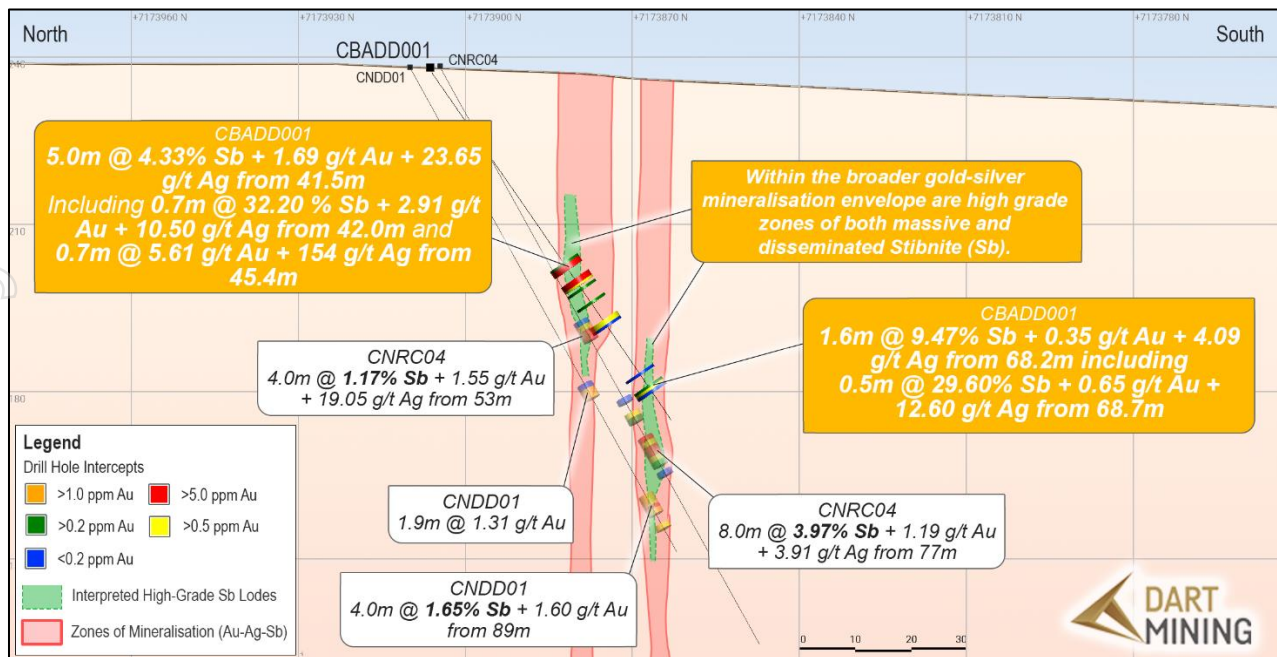 +7173960 N
+7173930 N
+7173900 N
+7173870 N
+7173840 N
+7173810 N
+7173780 N
North
South
CBADD001
CNRC04
CNDD01
240
CBADD001
5.0m @ 4.33% Sb + 1.69 g/t Au + 23.65
g/t Ag from 41.5m
Including 0.7m @ 32.20 % Sb + 2.91 g/t
Au + 10.50 g/t Ag from 42.0m and
0.7m @ 5.61 g/t Au + 154 g/t Ag from
45.4m
Within the broader gold-silver
mineralisation envelope are high grade
zones of both massive and
disseminated Stibnite (Sb).
210
CBADD001
1.6m @ 9.47% Sb + 0.35 g/t Au + 4.09
g/t Ag from 68.2m including
0.5m @ 29.60% Sb + 0.65 g/t Au +
12.60 g/t Ag from 68.7m
CNRC04
4.0m @ 1.17% Sb + 1.55 g/t Au
+ 19.05 g/t Ag from 53m
180
CNDD01
1.9m @ 1.31 g/t Au
CNRC04
8.0m @ 3.97% Sb + 1.19 g/t Au
+ 3.91 g/t Ag from 77m
CNDD01
4.0m @ 1.65% Sb + 1.60 g/t Au
from 89m
Legend
Drill Hole Intercepts
>1.0 ppm Au
>5.0 ppm Au
>0.2 ppm Au
>0.5 ppm Au
<0.2 ppm Au
Interpreted High-Grade Sb Lodes
Zones of Mineralisation (Au-Ag-Sb)
0
10
20
30
DART
MINING